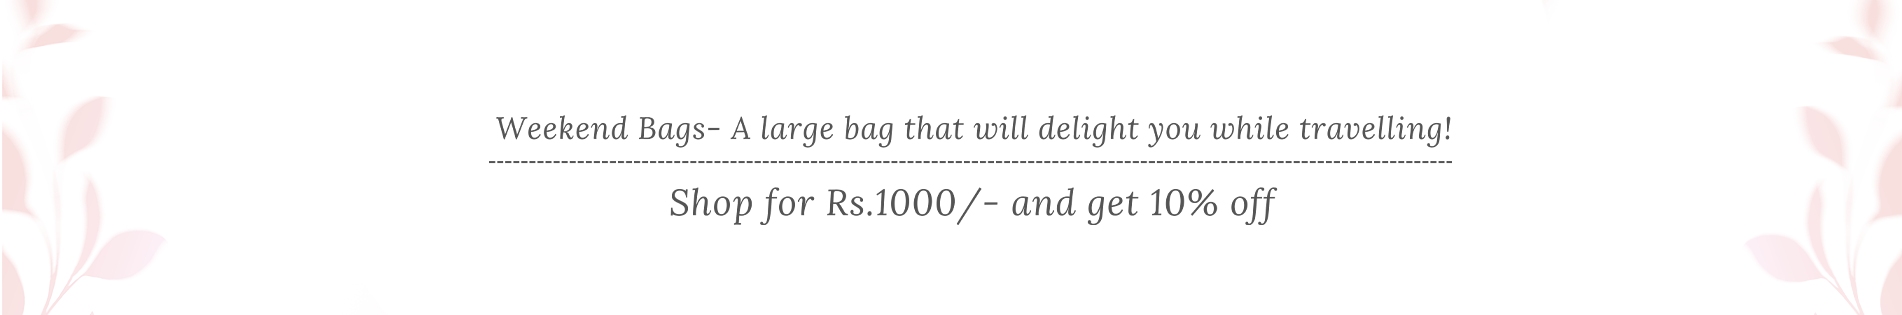 Weekend Bags- A large bag that will delight you while travelling!
Shop for Rs.1000/- and get 10% off